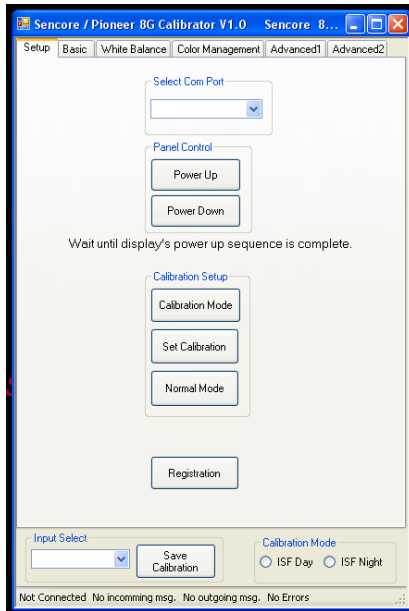 Sencore / Pioneer 8G Calibrator V1.0 Sencore 8...
Setup Basic White Balance Color Management Advanced1 Advanced2
Select Com Port
Panel Control
Power Up
Power Down
Wait until display's power up sequence is complete.
Calibration Setup
Calibration Mode
Set Calibration
Normal Mode
Registration
Input Select
Save
Calibration
Calibration Mode
ISF Day ISF Night
Not Connected No incomming msg. No outgoing msg. No Errors